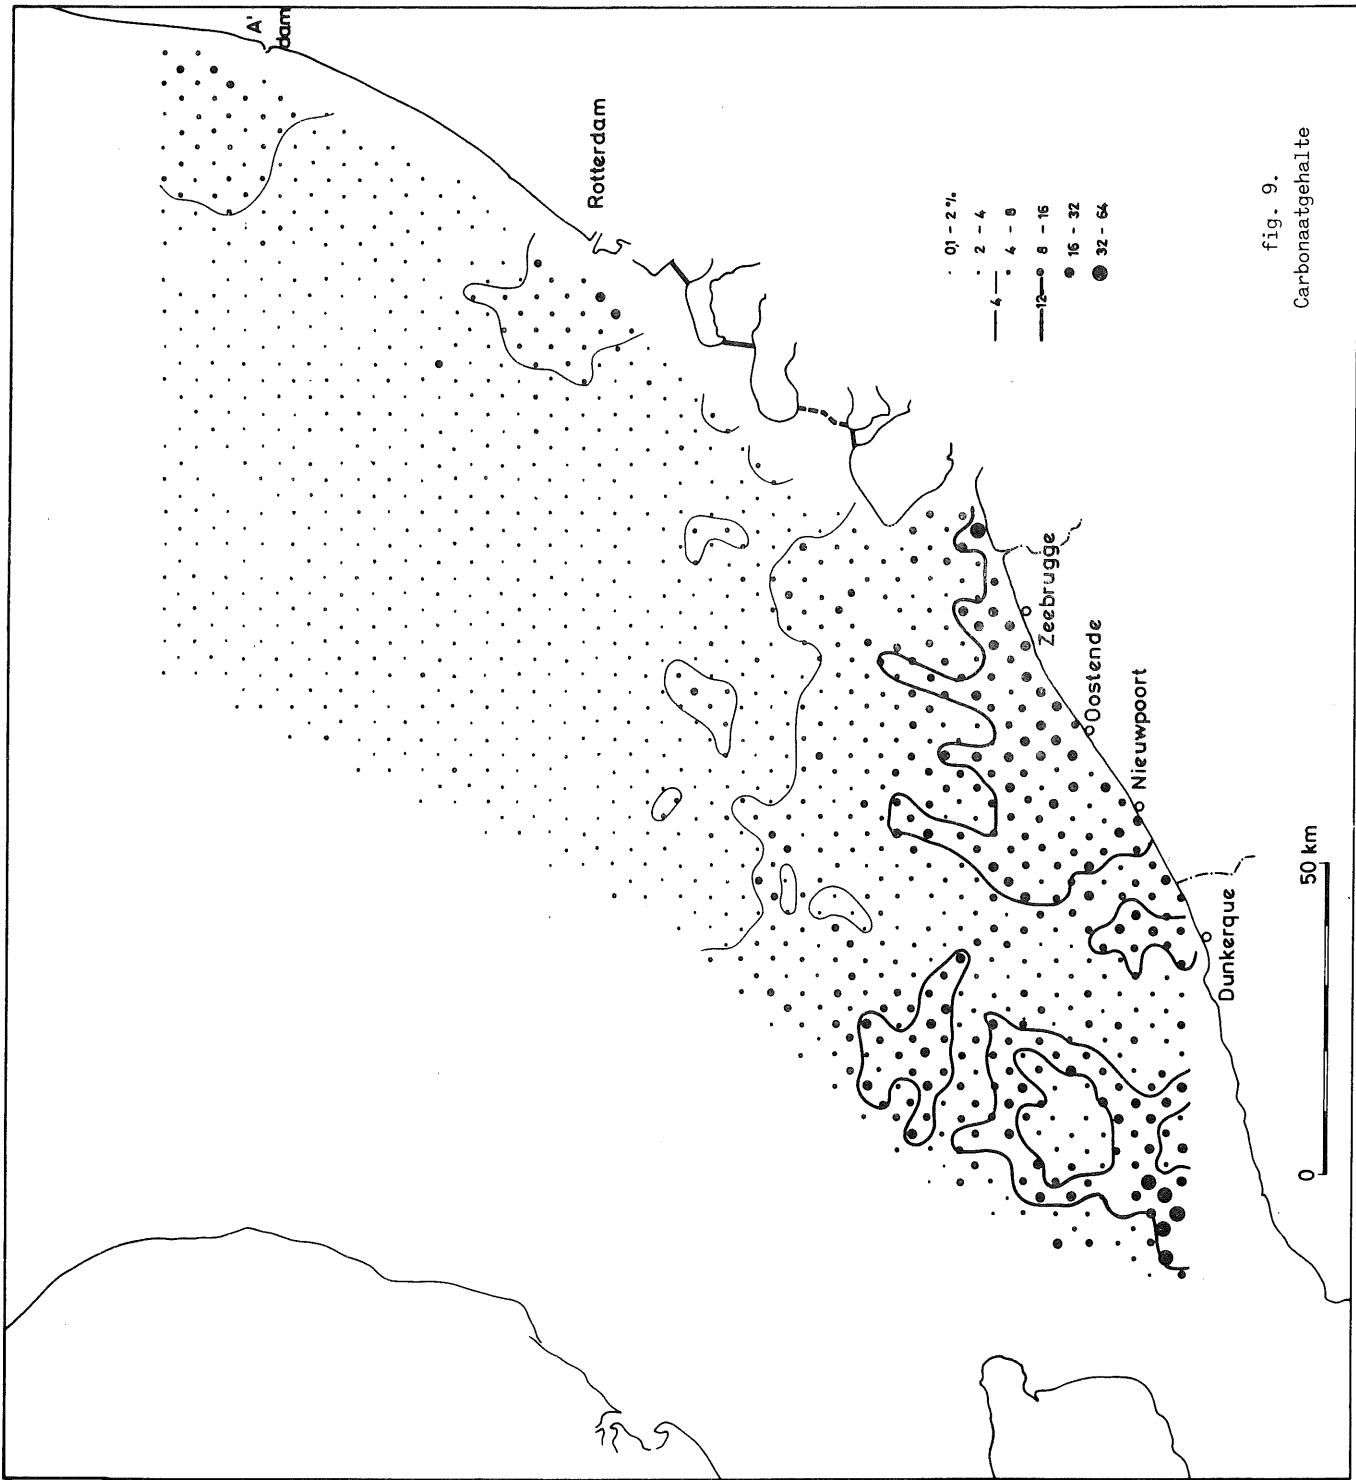 A'
dam
Rotterdam
Zeebrugge
Oostende
Nieuwpoort
Dunkerque
0,1 - 2 %
2 - 4
4 4 - 8
12 8 - 16
16 - 32
32 - 64
0 50 km
fig. 9.
Carbonaatgehalte